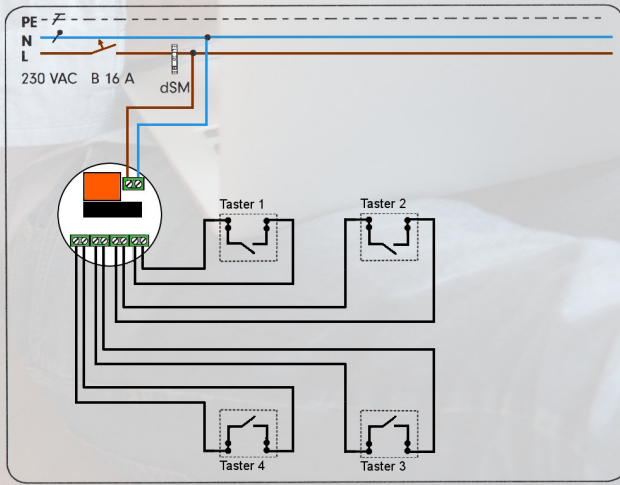 PE
N
L
230 VAC B 16 A
dSM
Taster 1
Taster 2
Taster 4
Taster 3